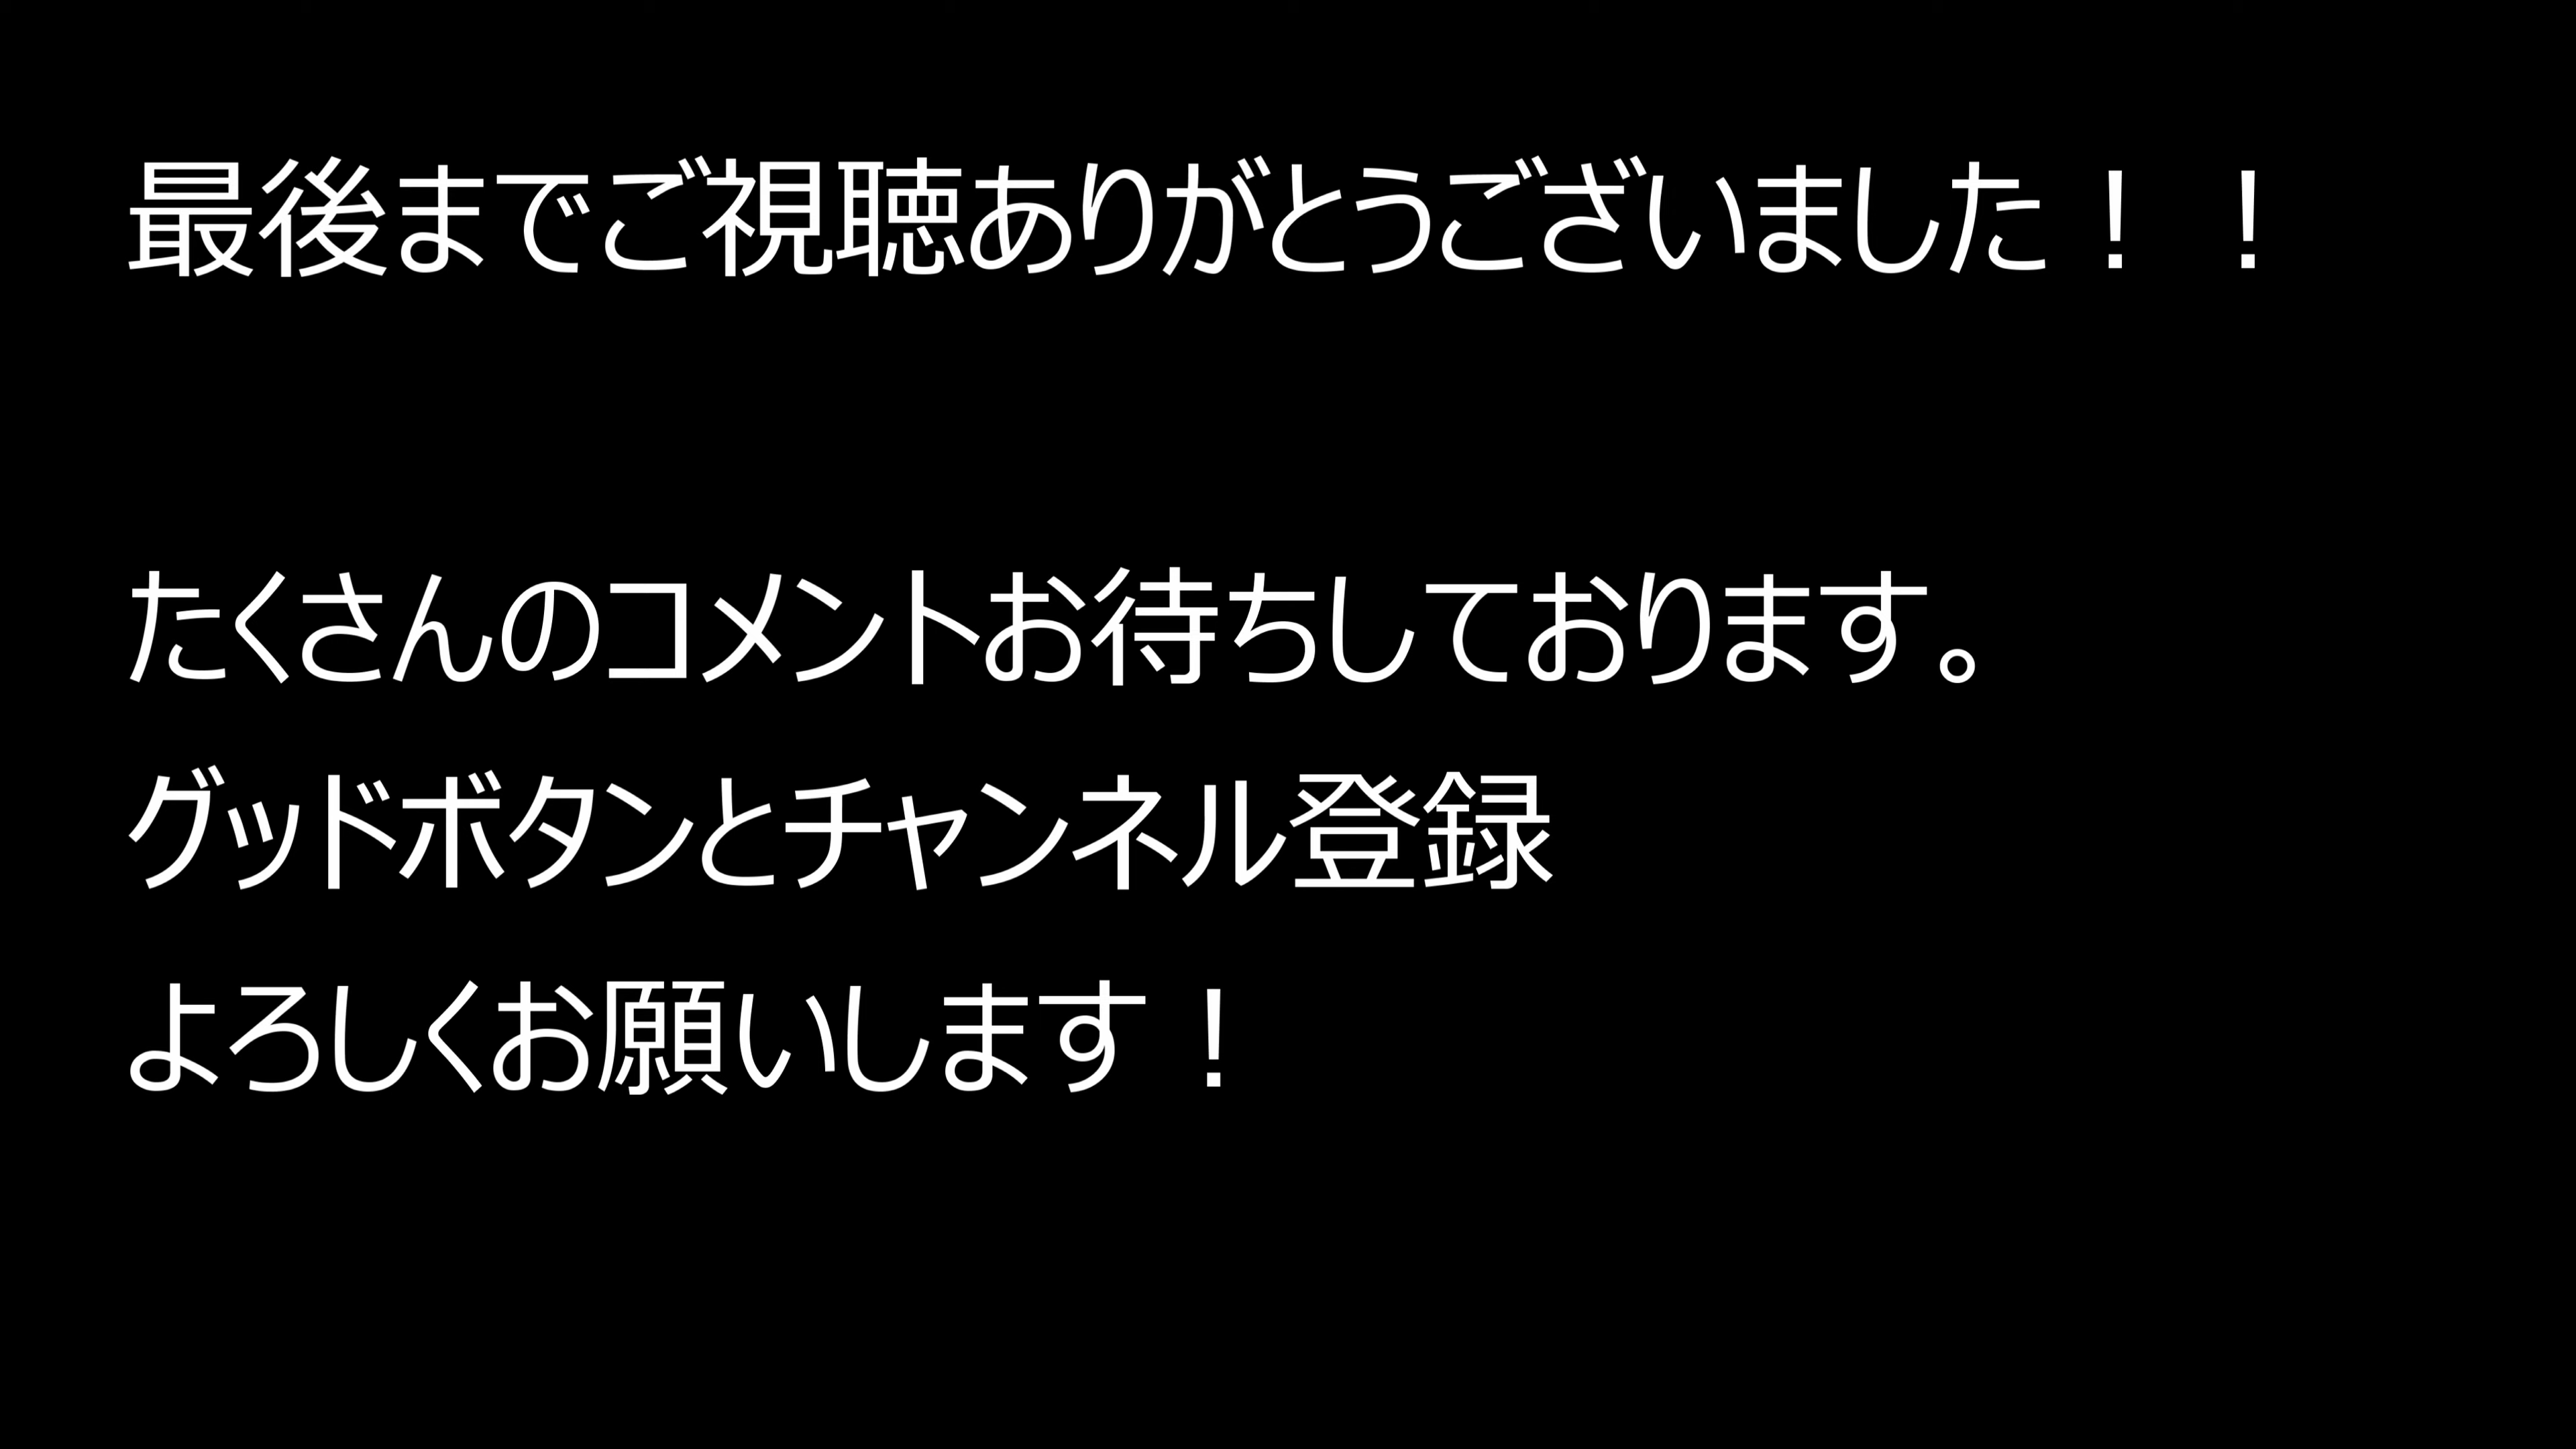 最後までご視聴ありがとうございました！！
たくさんのコメントお待ちしております。
グッドボタンとチャンネル登録
よろしくお願いします！